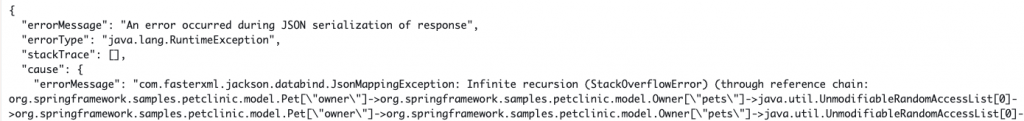 {
"errorMessage": "An error occurred during JSON serialization of response",
"errorType": "java.lang.RuntimeException",
"stackTrace": [],
"cause": {
"errorMessage": "com.fasterxml.jackson.databind.JsonMappingException: Infinite recursion (StackOverflowError) (through reference chain:
org.springframework.samples.petclinic.model.Pet[\"owner\"]->org.springframework.samples.petclinic.model.Owner[\"pets\"]->java.util.UnmodifiableRandomAccessList[0]-
>org.springframework.samples.petclinic.model.Pet[\"owner\"]->org.springframework.samples.petclinic.model.Owner[\"pets\"]->java.util.UnmodifiableRandomAccessList[0]-